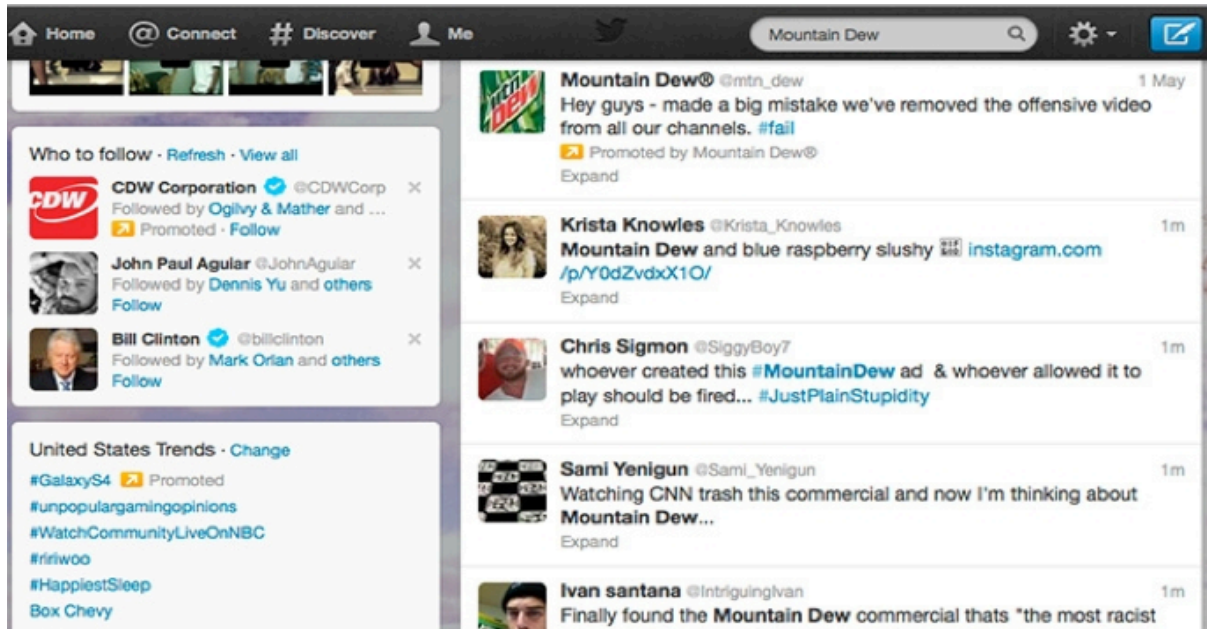 Home Connect Discover Me Mountain Dew
Who to follow · Refresh · View all
CDW
CDW Corporation @CDWCorp
Followed by Ogilvy & Mather and ...
Promoted · Follow
John Paul Aguiar @JohnAguiar
Followed by Dennis Yu and others
Follow
Bill Clinton @billclinton
Followed by Mark Orlan and others
Follow
United States Trends · Change
#GalaxyS4 Promoted
#unpopulargamingopinions
#WatchCommunityLiveOnNBC
#ririwoo
#HappiestSleep
Box Chevy
mtn
DEW
Mountain Dew® @mtn_dew 1 May
Hey guys - made a big mistake we've removed the offensive video
from all our channels. #fail
Promoted by Mountain Dew®
Expand
Krista Knowles @Krista_Knowles 1m
Mountain Dew and blue raspberry slushy instagram.com
/p/Y0dZvdxX1O/
Expand
Chris Sigmon @SiggyBoy7 1m
whoever created this #MountainDew ad & whoever allowed it to
play should be fired... #JustPlainStupidity
Expand
Sami Yenigun @Sami_Yenigun 1m
Watching CNN trash this commercial and now I'm thinking about
Mountain Dew...
Expand
Ivan santana @IntriguingIvan 1m
Finally found the Mountain Dew commercial thats "the most racist